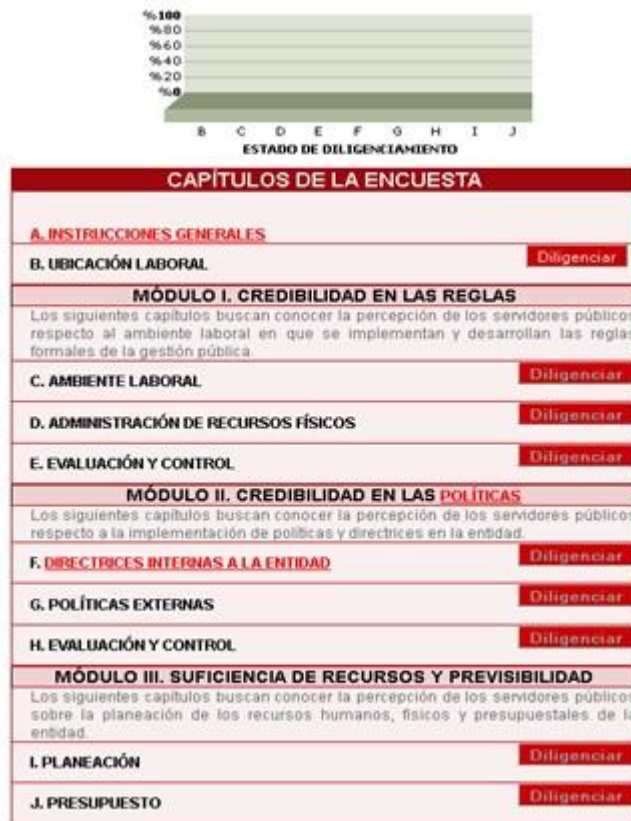 %100
%80
%60
%40
%20
%0
B C D E F G H I J
ESTADO DE DILIGENCIAMIENTO
CAPÍTULOS DE LA ENCUESTA
A. INSTRUCCIONES GENERALES
B. UBICACIÓN LABORAL Diligenciar
MÓDULO I. CREDIBILIDAD EN LAS REGLAS
Los siguientes capítulos buscan conocer la percepción de los servidores públicos
respecto al ambiente laboral en que se implementan y desarrollan las reglas
formales de la gestión pública.
C. AMBIENTE LABORAL Diligenciar
D. ADMINISTRACIÓN DE RECURSOS FÍSICOS Diligenciar
E. EVALUACIÓN Y CONTROL Diligenciar
MÓDULO II. CREDIBILIDAD EN LAS POLÍTICAS
Los siguientes capítulos buscan conocer la percepción de los servidores públicos
respecto a la implementación de políticas y directrices en la entidad.
F. DIRECTRICES INTERNAS A LA ENTIDAD Diligenciar
G. POLÍTICAS EXTERNAS Diligenciar
H. EVALUACIÓN Y CONTROL Diligenciar
MÓDULO III. SUFICIENCIA DE RECURSOS Y PREVISIBILIDAD
Los siguientes capítulos buscan conocer la percepción de los servidores públicos
sobre la planeación de los recursos humanos, físicos y presupuestales de la
entidad.
I. PLANEACIÓN Diligenciar
J. PRESUPUESTO Diligenciar